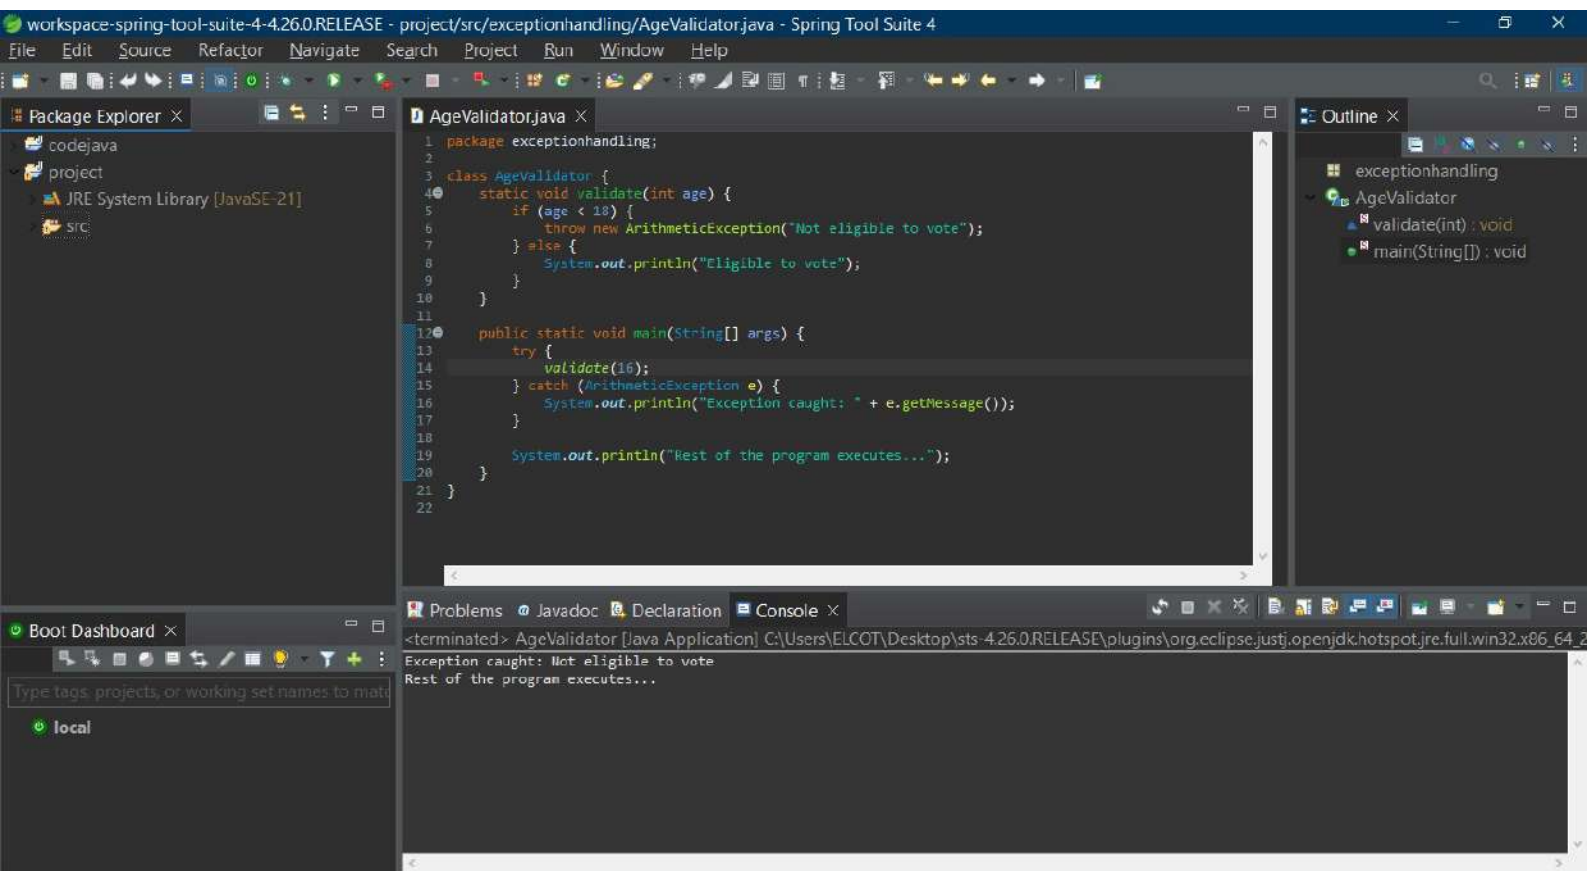 workspace-spring-tool-suite-4-4.26.0.RELEASE - project/src/exceptionhandling/AgeValidator.java - Spring Tool Suite 4
File Edit Source Refactor Navigate Search Project Run Window Help
Package Explorer
codejava
project
JRE System Library [JavaSE-21]
src
AgeValidator.java
1 package exceptionhandling;
2
3 class AgeValidator {
4 static void validate(int age) {
5 if (age < 18) {
6 throw new ArithmeticException("Not eligible to vote");
7 } else {
8 System.out.println("Eligible to vote");
9 }
10 }
11
12 public static void main(String[] args) {
13 try {
14 validate(16);
15 } catch (ArithmeticException e) {
16 System.out.println("Exception caught: " + e.getMessage());
17 }
18
19 System.out.println("Rest of the program executes...");
20 }
21 }
22
Outline
exceptionhandling
AgeValidator
validate(int) : void
main(String[]) : void
Boot Dashboard
Type tags, projects, or working set names to matc
local
Problems Javadoc Declaration Console
<terminated> AgeValidator [Java Application] C:\Users\ELCOT\Desktop\sts-4.26.0.RELEASE\plugins\org.eclipse.justj.openjdk.hotspot.jre.full.win32.x86_64_2
Exception caught: Not eligible to vote
Rest of the program executes...